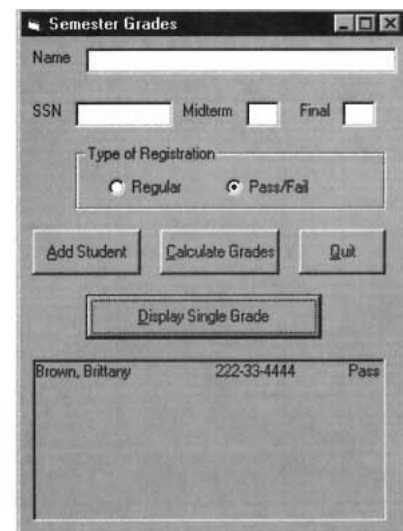 Semester Grades
Name
SSN Midterm Final
Type of Registration
Regular Pass/Fail
Add Student Calculate Grades Quit
Display Single Grade
Brown, Brittany 222-33-4444 Pass